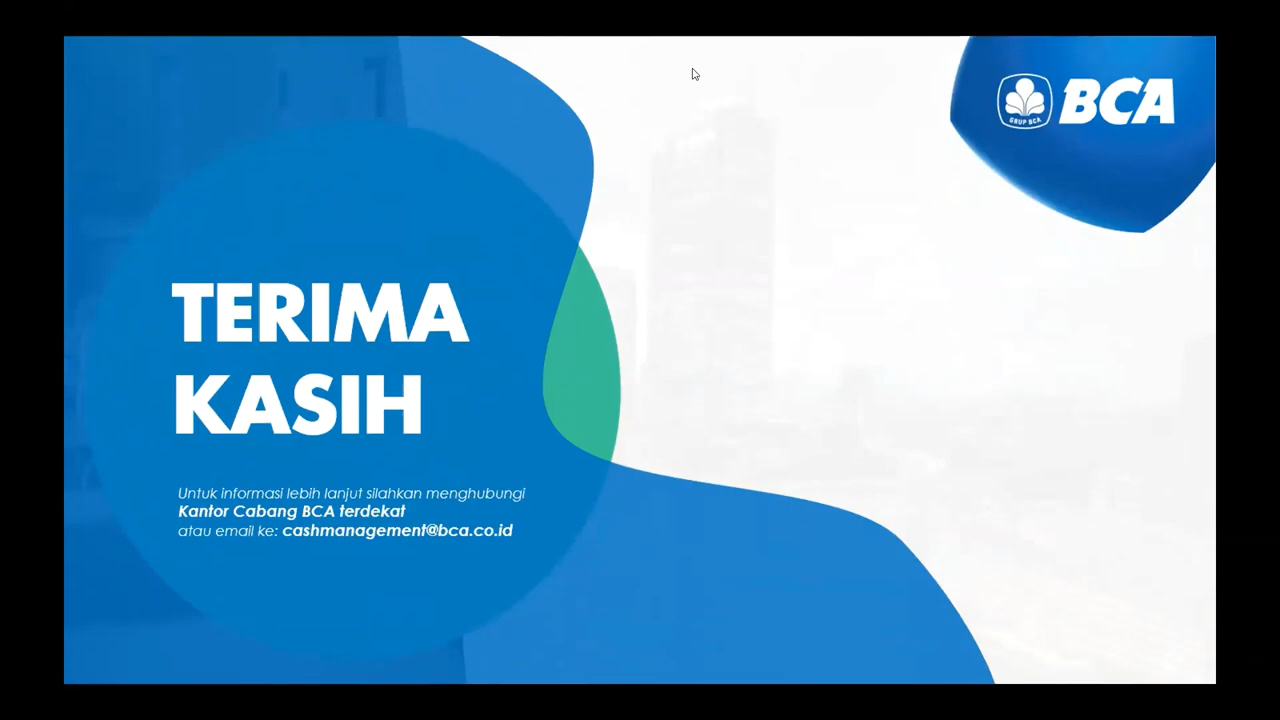 GRUP BCA
BCA
TERIMA
KASIH
Untuk informasi lebih lanjut silahkan menghubungi
Kantor Cabang BCA terdekat
atau email ke: cashmanagement@bca.co.id